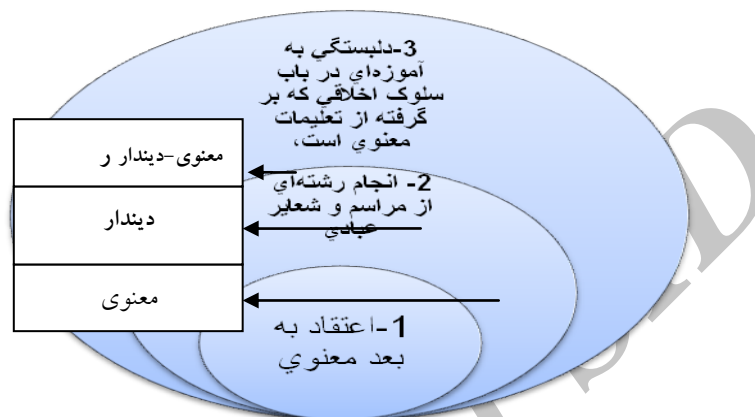 3-دلبستگي به
آموزه‌اي در باب
سلوک اخلاقي که بر
گرفته از تعليمات
معنوي است،
معنوی-دیندار و
2- انجام رشته‌اي
از مراسم و شعاير
عبادي
دیندار
معنوی
1-اعتقاد به
بعد معنوي